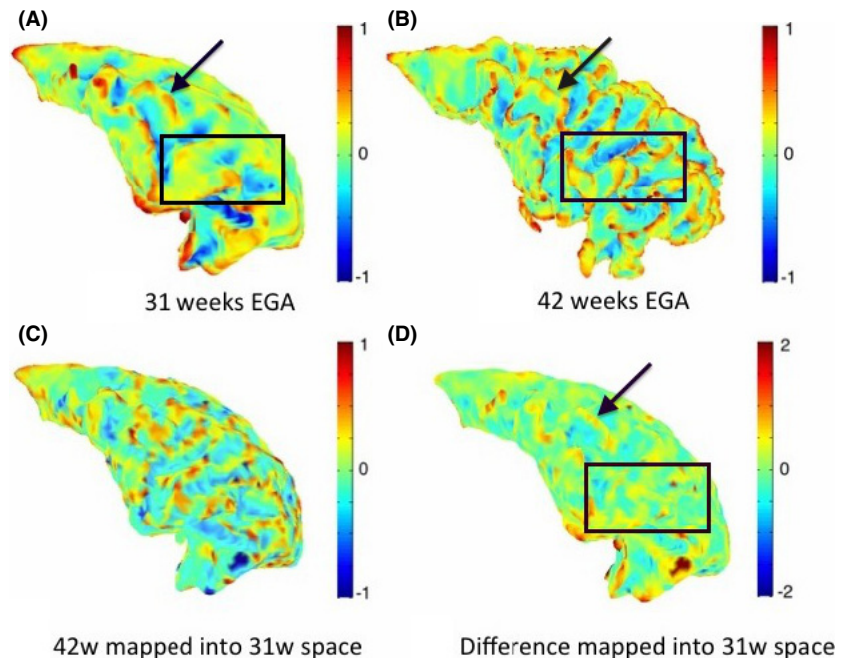 (A)
1
0
-1
31 weeks EGA
(B)
1
0
-1
42 weeks EGA
(C)
1
0
-1
42w mapped into 31w space
(D)
2
0
-2
Difference mapped into 31w space